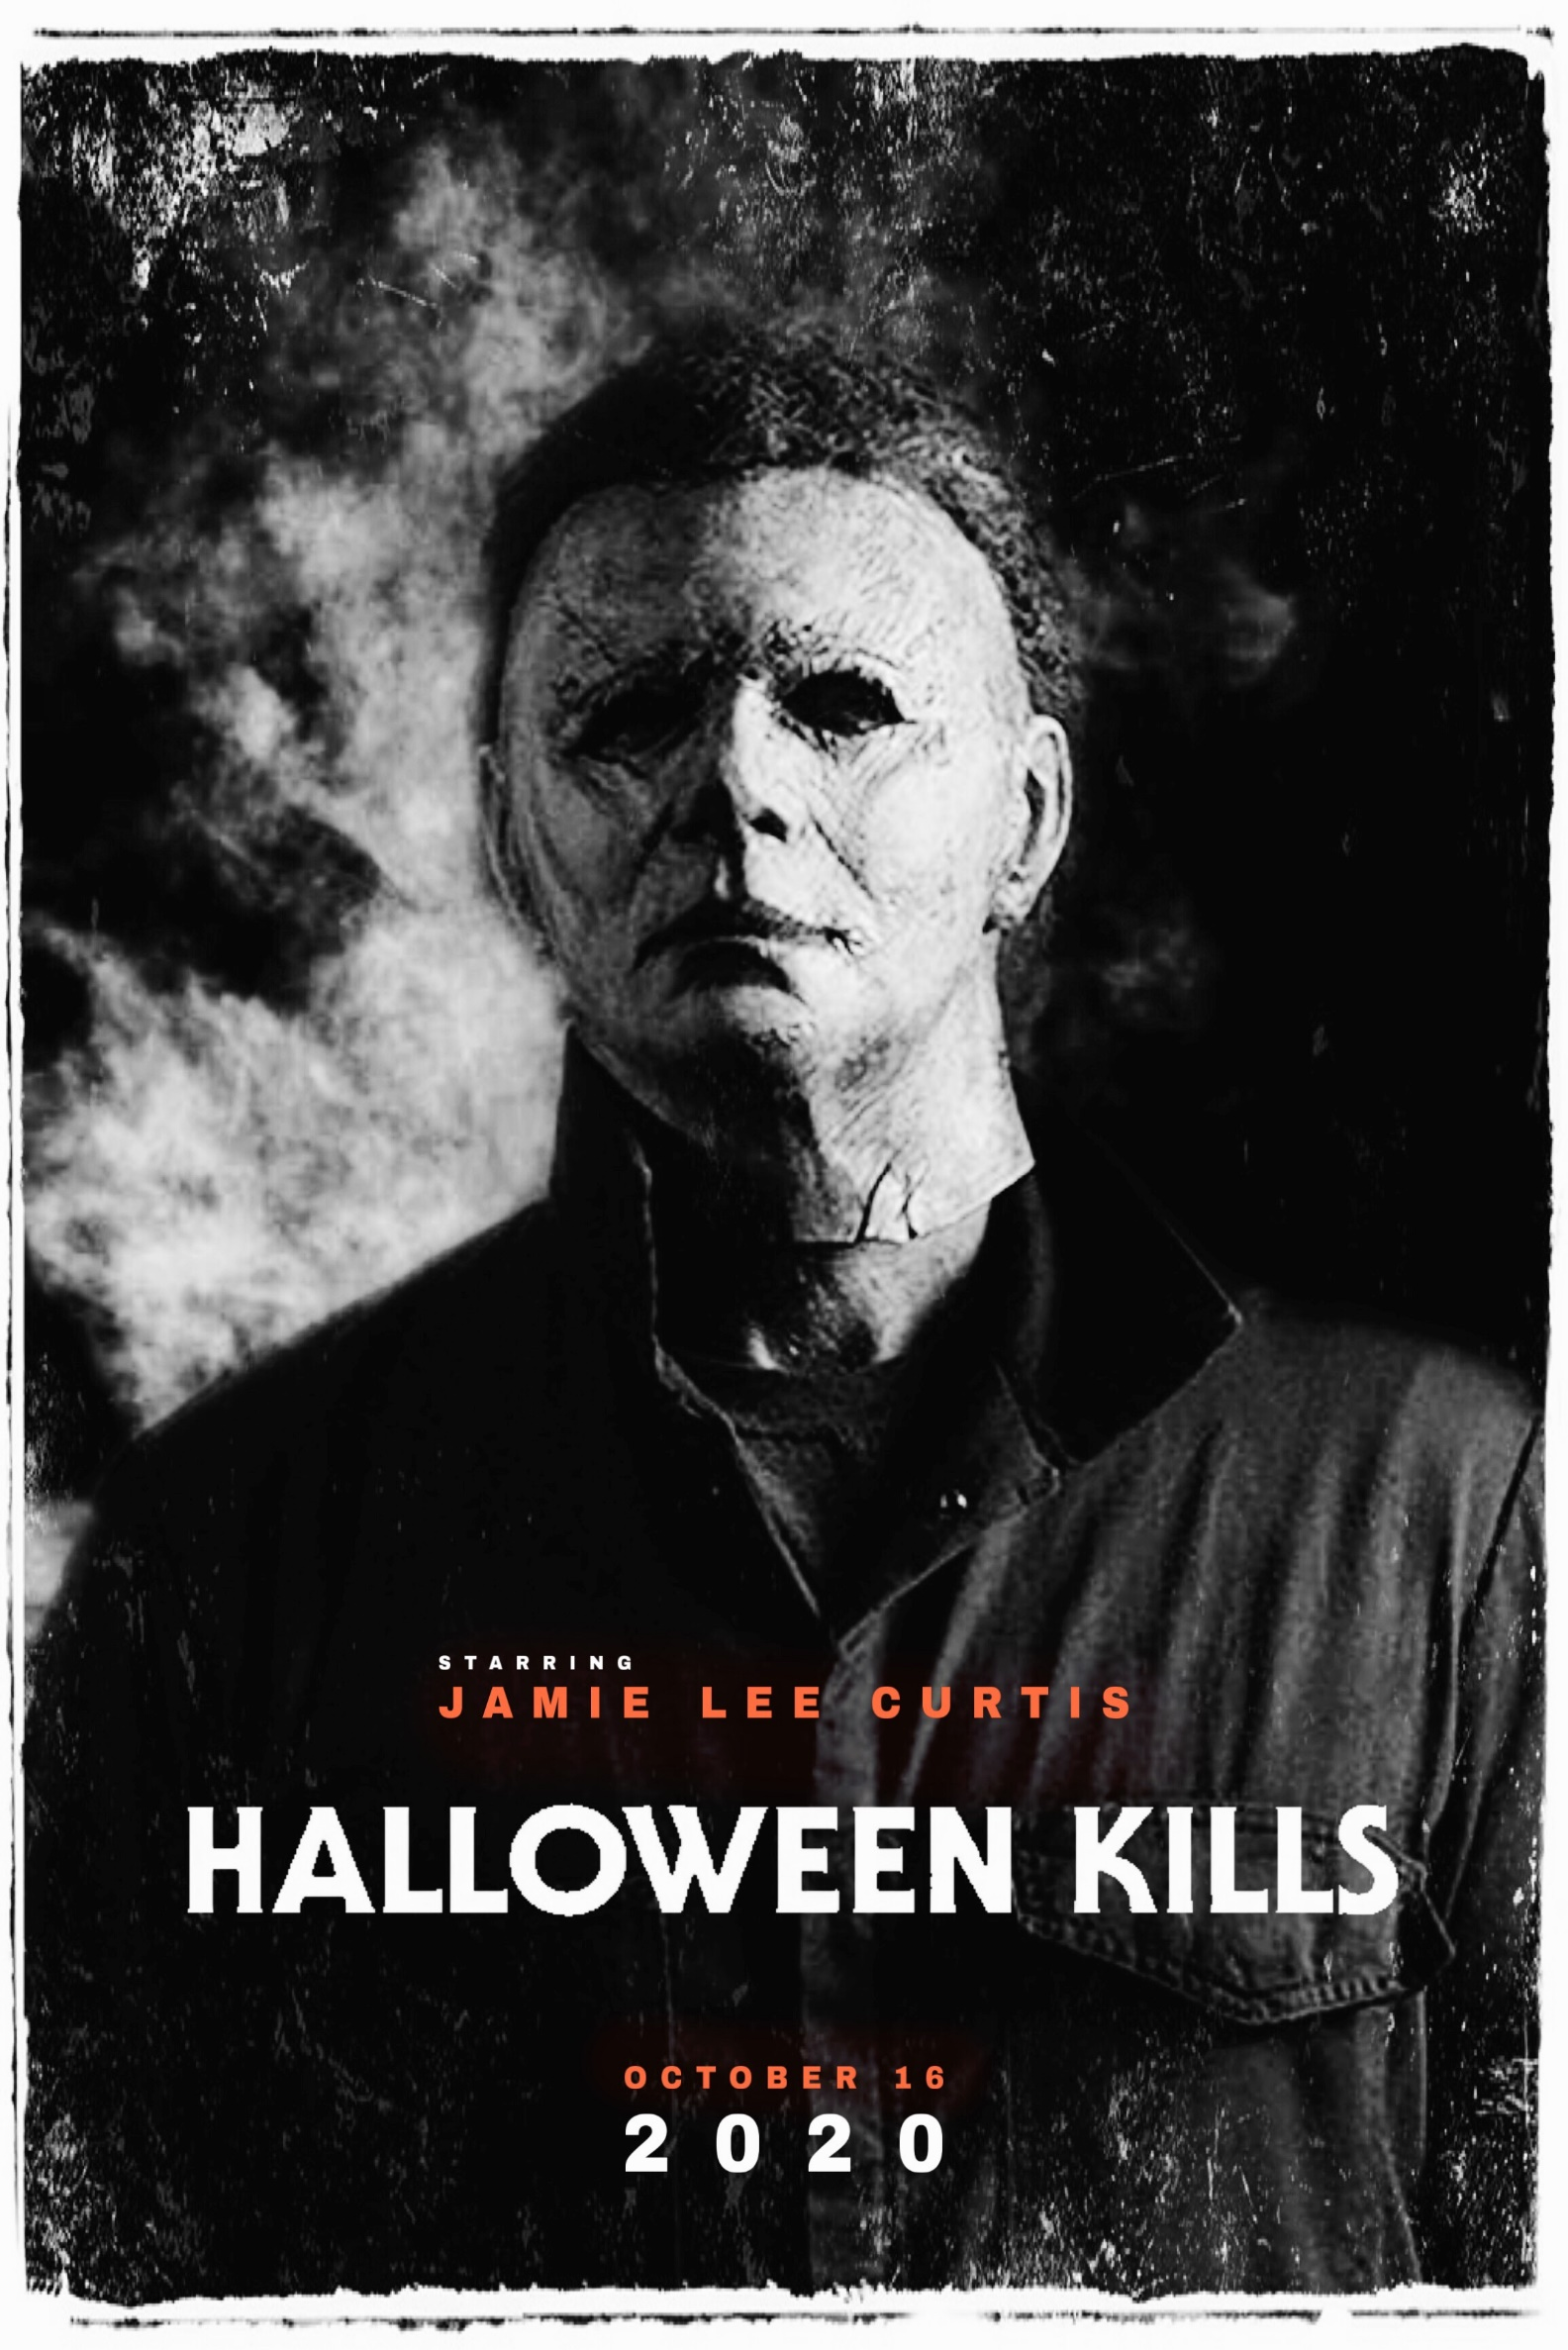 STARRING
JAMIE LEE CURTIS
HALLOWEEN KILLS
OCTOBER 16
2020